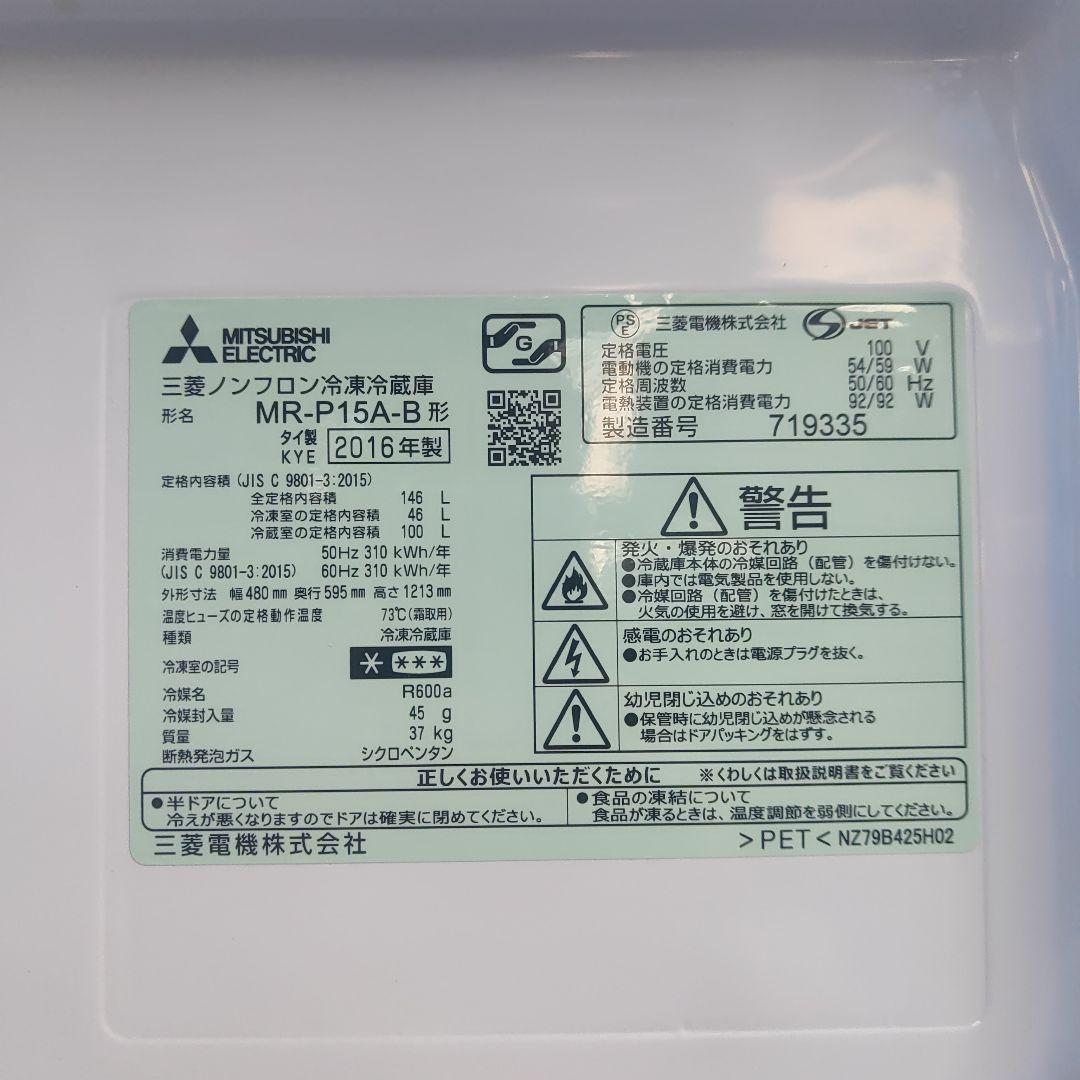 MITSUBISHI
ELECTRIC
G
三菱ノンフロン冷凍冷蔵庫
形名 MR-P15A-B 形
タイ製
KYE 2016年製
PS
E
三菱電機株式会社
S-JET
定格電圧 100 V
電動機の定格消費電力 54/59 W
定格周波数 50/60 Hz
電熱装置の定格消費電力 92/92 W
製造番号 719335
定格内容積 (JIS C 9801-3:2015)
全定格内容積 146 L
冷凍室の定格内容積 46 L
冷蔵室の定格内容積 100 L
消費電力量 50Hz 310 kWh/年
(JIS C 9801-3:2015) 60Hz 310 kWh/年
外形寸法 幅 480 mm 奥行 595 mm 高さ 1213 mm
温度ヒューズの定格動作温度 73℃(霜取用)
種類 冷凍冷蔵庫
冷凍室の記号 * ***
冷媒名 R600a
冷媒封入量 45 g
質量 37 kg
断熱発泡ガス シクロペンタン
警告
発火・爆発のおそれあり
●冷蔵庫本体の冷媒回路（配管）を傷付けない。
●庫内では電気製品を使用しない。
●冷媒回路（配管）を傷付けたときは、
火気の使用を避け、窓を開けて換気する。
感電のおそれあり
●お手入れのときは電源プラグを抜く。
幼児閉じ込めのおそれあり
●保管時に幼児閉じ込めが懸念される
場合はドアパッキングをはずす。
正しくお使いいただくために ※くわしくは取扱説明書をご覧ください
●半ドアについて
冷えが悪くなりますのでドアは確実に閉めてください。
●食品の凍結について
食品が凍るときは、温度調節を弱側にしてください。
三菱電機株式会社
>PET< NZ79B425H02